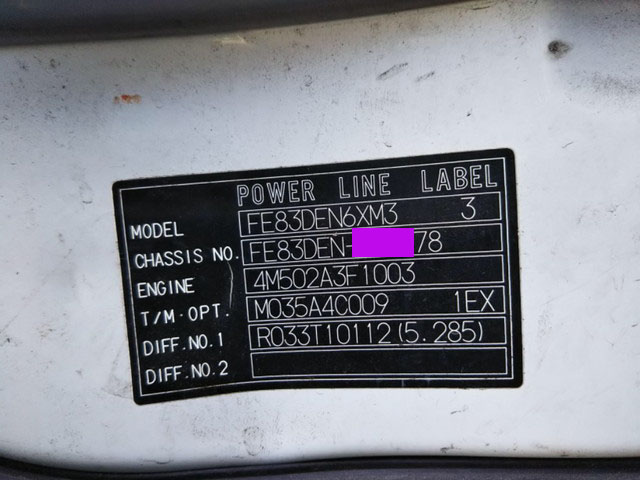 POWER LINE LABEL
MODEL FE83DEN6XM3 3
CHASSIS NO. FE83DEN- 78
ENGINE 4M502A3F1003
T/M·OPT. M035A4C009 1EX
DIFF.NO.1 R033T10112(5.285)
DIFF.NO.2